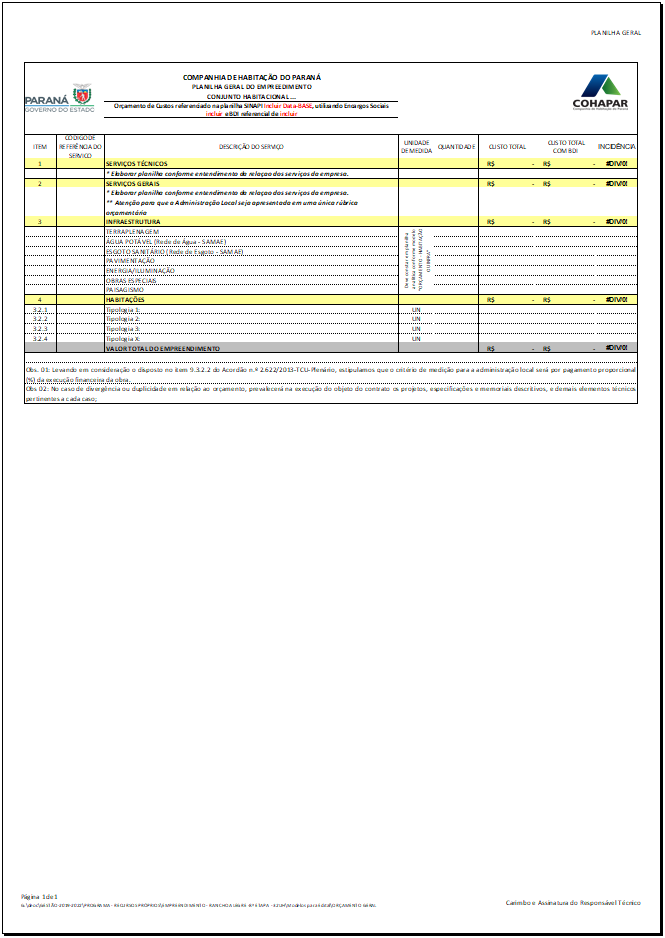 PLANILHA GERAL
COMPANHIA DE HABITAÇÃO DO PARANÁ
PLANILHA GERAL DO EMPREEDIMENTO
CONJUNTO HABITACIONAL ....
Orçamento de Custos referenciado na planilha SINAPI Incluir Data-BASE, utilizando Encargos Sociais
incluir e BDI referencial de incluir
PARANÁ
GOVERNO DO ESTADO
COHAPAR
ITEM CÓDIGO DE REFERÊNCIA DO SERVICO DESCRIÇÃO DO SERVIÇO UNIDADE DE MEDIDA QUANTIDADE CUSTO TOTAL CUSTO TOTAL COM BDI INCIDÊNCIA
1 SERVIÇOS TÉCNICOS R$ - R$ - #DIV/0!
* Elaborar planilha conforme entendimento da relaçao dos serviços da empresa.
2 SERVIÇOS GERAIS R$ - R$ - #DIV/0!
* Elaborar planilha conforme entendimento da relaçao dos serviços da empresa.
** Atenção para que a Administração Local seja apresentada em uma única rúbrica
orçamentária
3 INFRAESTRUTURA R$ - R$ - #DIV/0!
TERRAPLENAGEM
ÁGUA POTÁVEL (Rede de Água - SAMAE)
ESGOTO SANITÁRIO (Rede de Esgoto - SAMAE)
PAVIMENTAÇÃO
ENERGIA/ILUMINAÇÃO
OBRAS ESPECIAIS
PAISAGISMO
4 HABITAÇÕES R$ - R$ - #DIV/0!
3.2.1 Tipologia 1: UN
3.2.2 Tipologia 2: UN
3.2.3 Tipologia 3: UN
3.2.4 Tipologia X: UN
VALOR TOTAL DO EMPREENDIMENTO R$ - R$ - #DIV/0!
Obs. 01: Levando em consideração o disposto no item 9.3.2.2 do Acordão n.º 2.622/2013-TCU-Plenário, estipulamos que o critério de medição para a administração local será por pagamento proporcional
(%) da execução financeira da obra.
Obs. 02: No caso de divergência ou duplicidade em relação ao orçamento, prevalecerá na execução do objeto do contrato os projetos, especificações e memoriais descritivos, e demais elementos técnicos
pertinentes a cada caso;
Página 1 de 1
Carimbo e Assinatura do Responsável Técnico